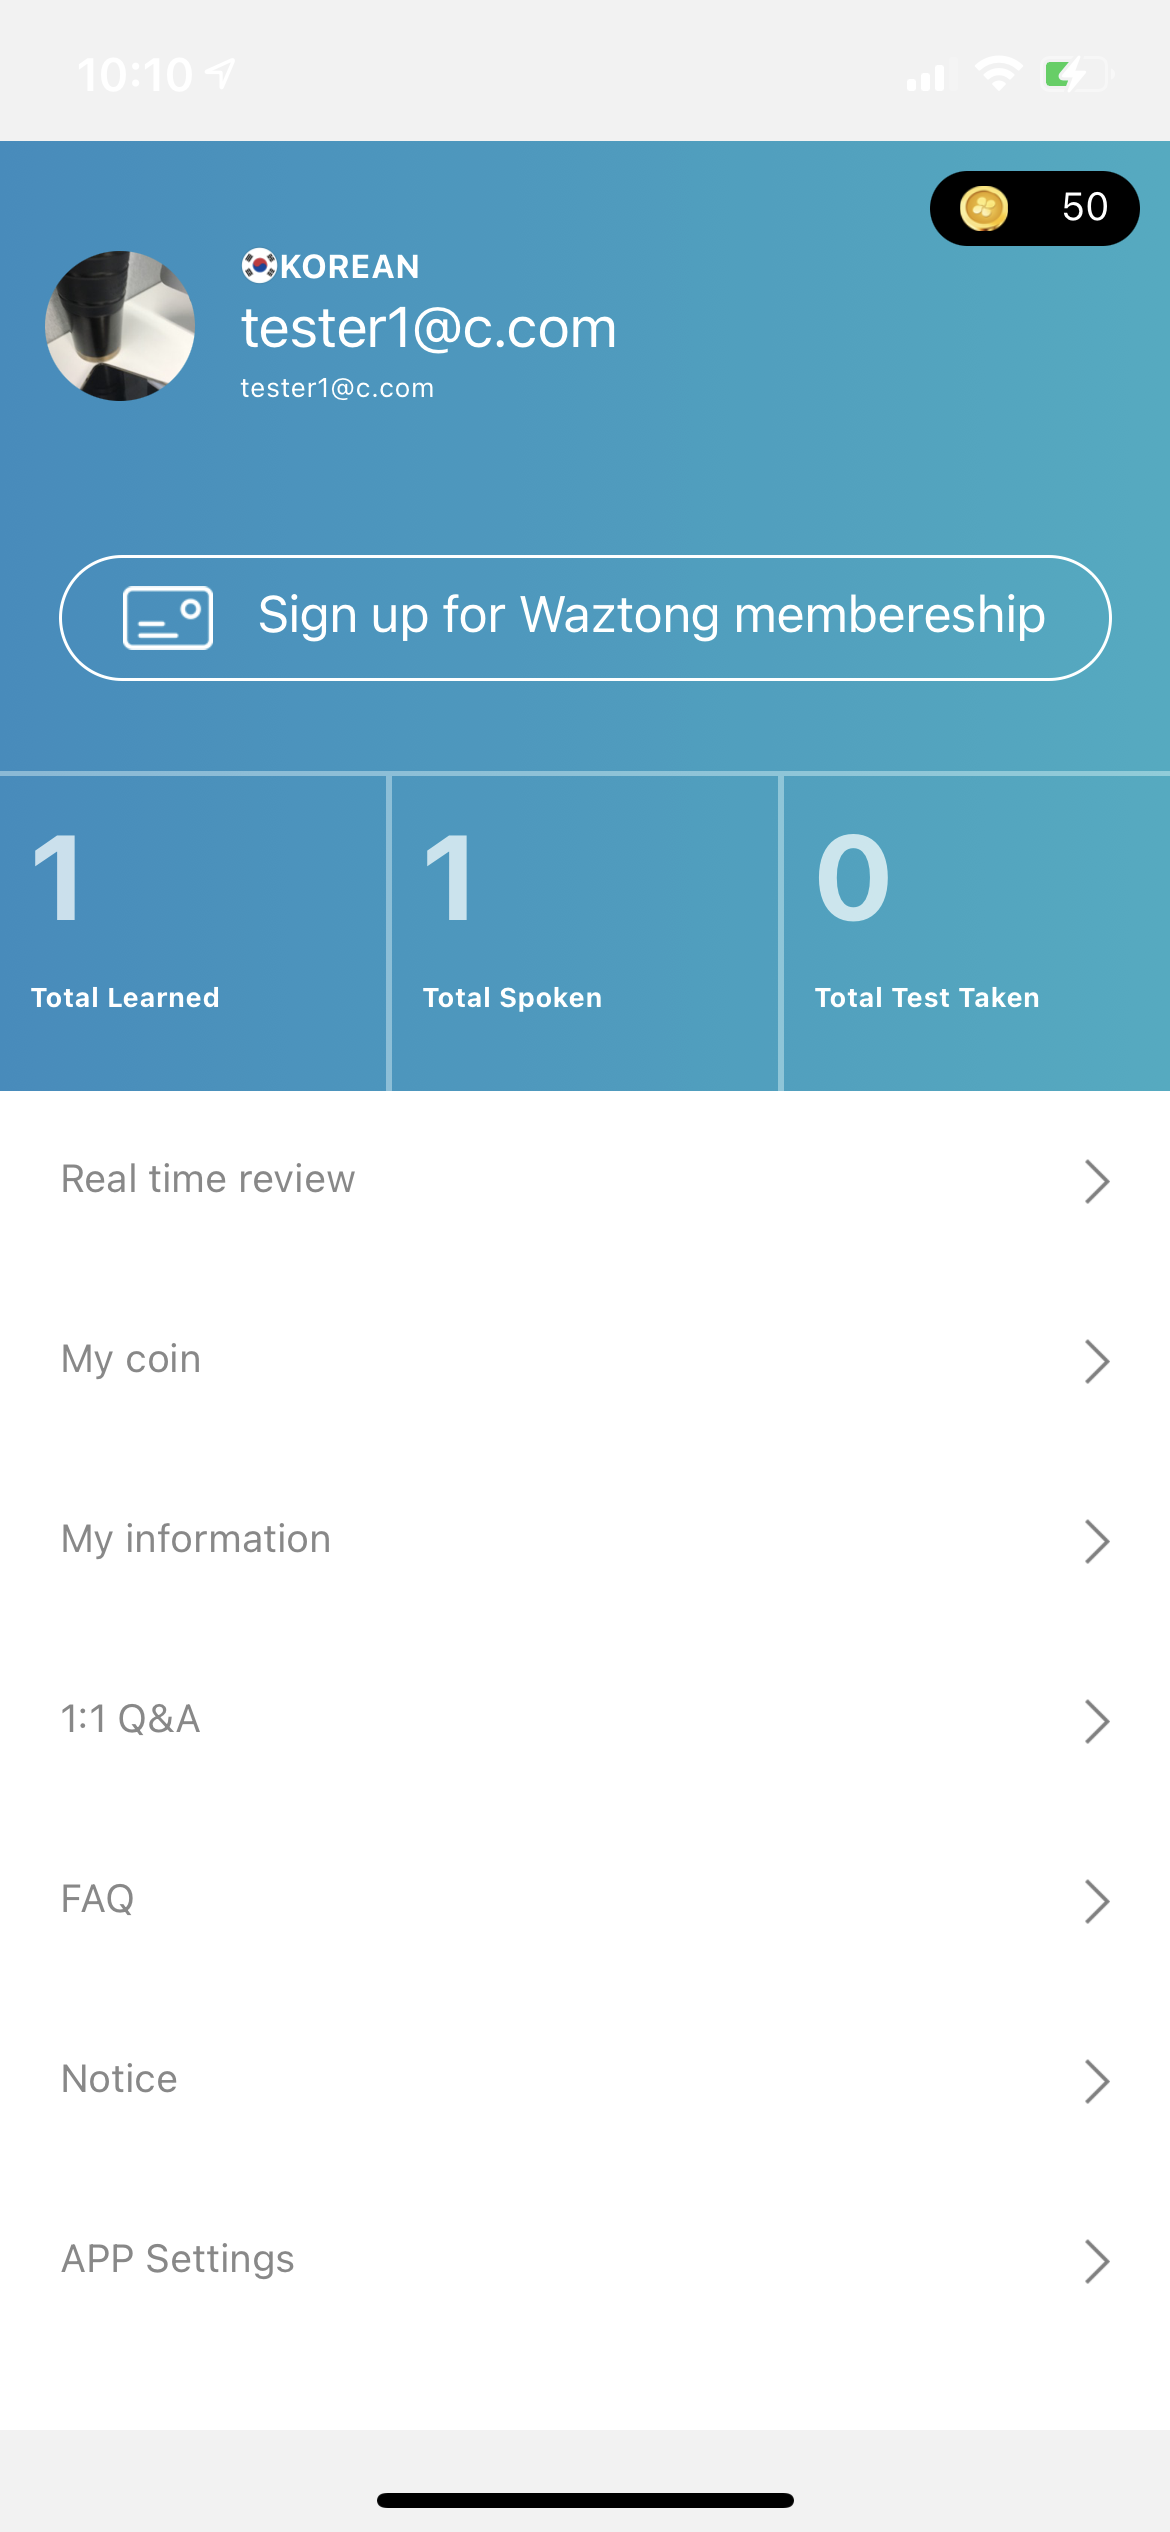 10:10
50
KOREAN
tester1@c.com
tester1@c.com
Sign up for Waztong membereship
1
1
0
Total Learned
Total Spoken
Total Test Taken
Real time review
My coin
My information
1:1 Q&A
FAQ
Notice
APP Settings